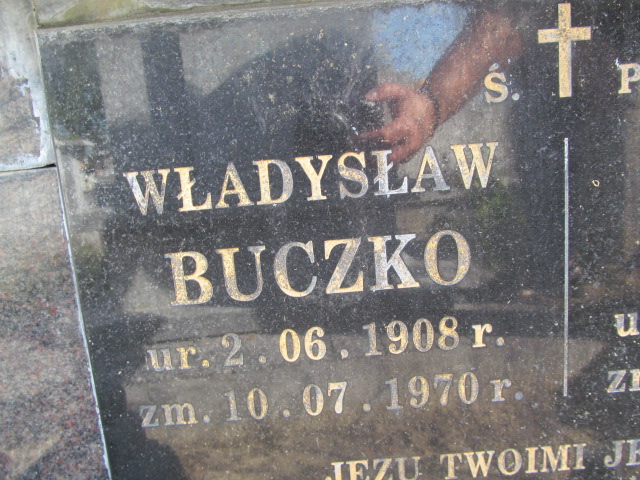 Ś. P
WŁADYSŁAW
BUCZKO
ur. 2.06.1908 r.
zm. 10.07.1970 r.
JEZU TWOIMI